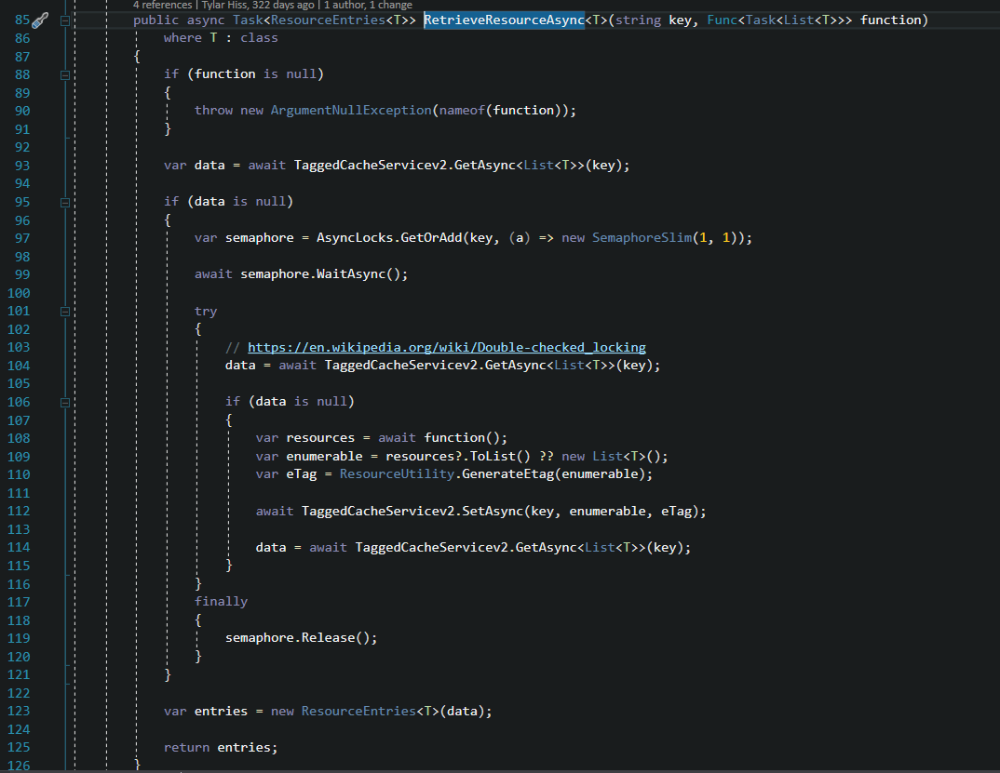 4 references | Tylar Hiss, 322 days ago | 1 author, 1 change
85 public async Task<ResourceEntries<T>> RetrieveResourceAsync<T>(string key, Func<Task<List<T>>> function)
86 where T : class
87 {
88 if (function is null)
89 {
90 throw new ArgumentNullException(nameof(function));
91 }
92
93 var data = await TaggedCacheServicev2.GetAsync<List<T>>(key);
94
95 if (data is null)
96 {
97 var semaphore = AsyncLocks.GetOrAdd(key, (a) => new SemaphoreSlim(1, 1));
98
99 await semaphore.WaitAsync();
100
101 try
102 {
103 // https://en.wikipedia.org/wiki/Double-checked_locking
104 data = await TaggedCacheServicev2.GetAsync<List<T>>(key);
105
106 if (data is null)
107 {
108 var resources = await function();
109 var enumerable = resources?.ToList() ?? new List<T>();
110 var eTag = ResourceUtility.GenerateEtag(enumerable);
111
112 await TaggedCacheServicev2.SetAsync(key, enumerable, eTag);
113
114 data = await TaggedCacheServicev2.GetAsync<List<T>>(key);
115 }
116 }
117 finally
118 {
119 semaphore.Release();
120 }
121 }
122
123 var entries = new ResourceEntries<T>(data);
124
125 return entries;
126 }